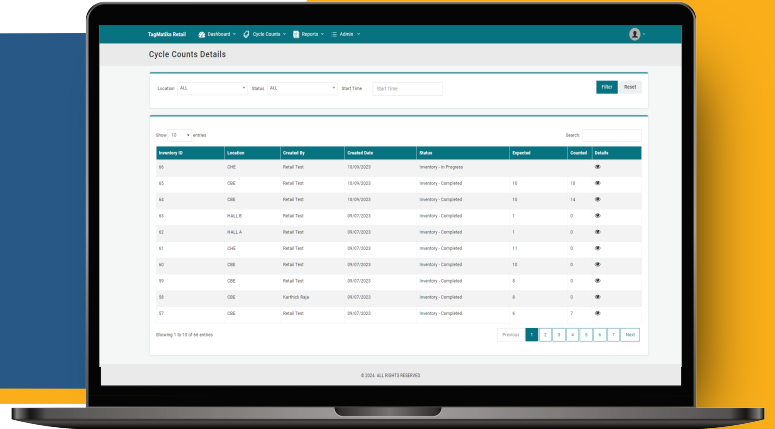 TagMatiks Retail Dashboard Cycle Counts Reports Admin
Cycle Counts Details
Location ALL Status ALL Start Time Start Time Filter Reset
Show 10 entries Search:
Inventory ID Location Created By Created Date Status Expected Counted Details
66 CHE Retail Test 10/09/2023 Inventory - In Progress
65 CBE Retail Test 10/09/2023 Inventory - Completed 10 10
64 CBE Retail Test 10/09/2023 Inventory - Completed 10 14
63 HALL B Retail Test 09/07/2023 Inventory - Completed 1 0
62 HALL A Retail Test 09/07/2023 Inventory - Completed 1 0
61 CHE Retail Test 09/07/2023 Inventory - Completed 11 0
60 CBE Retail Test 09/07/2023 Inventory - Completed 10 0
59 CBE Retail Test 09/07/2023 Inventory - Completed 8 0
58 CBE Karthick Raja 09/07/2023 Inventory - Completed 8 0
57 CBE Retail Test 09/07/2023 Inventory - Completed 6 7
Showing 1 to 10 of 66 entries Previous 1 2 3 4 5 6 7 Next
© 2024. ALL RIGHTS RESERVED.